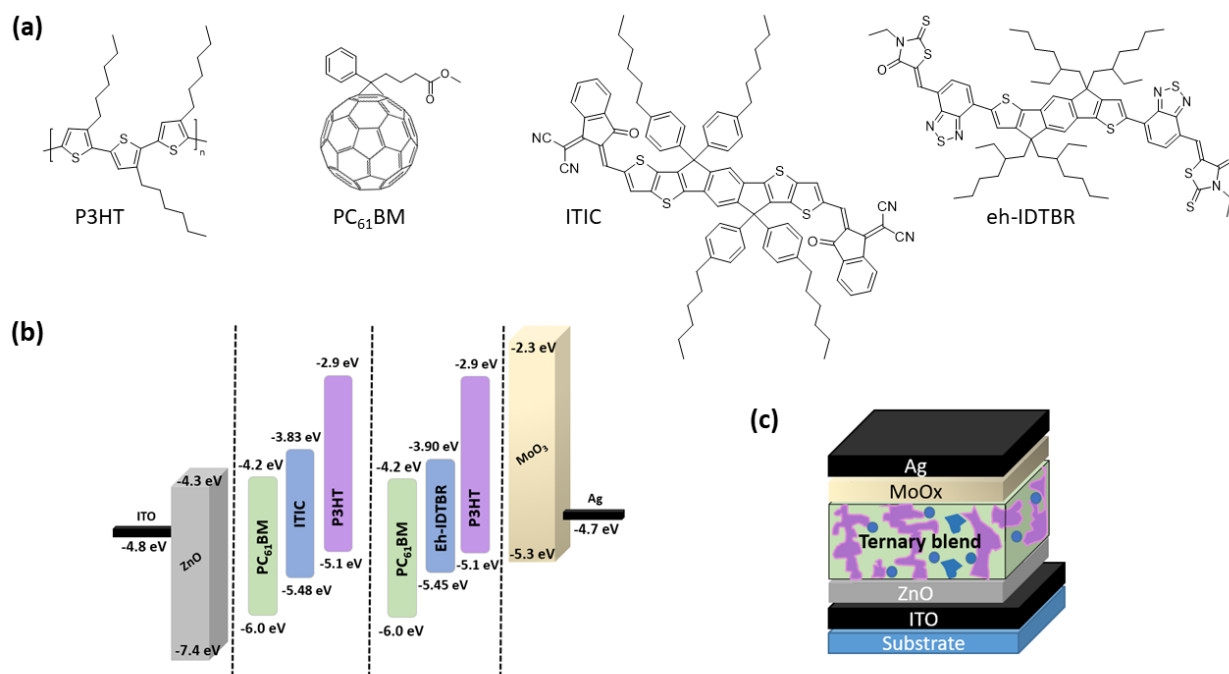 (a)
S
S
S
n
P3HT
O
O
PC61BM
NC
CN
O
S
S
S
S
CN
CN
O
ITIC
S
N
S
O
N
S
N
S
S
N
S
N
S
S
N
O
eh-IDTBR
(b)
ITO
-4.8 eV
-4.3 eV
ZnO
-7.4 eV
-4.2 eV
PC61BM
-6.0 eV
-3.83 eV
ITIC
-5.48 eV
-2.9 eV
P3HT
-5.1 eV
-4.2 eV
PC61BM
-6.0 eV
-3.90 eV
Eh-IDTBR
-5.45 eV
-2.9 eV
P3HT
-5.1 eV
-2.3 eV
MoO3
-5.3 eV
Ag
-4.7 eV
(c)
Ag
MoOx
Ternary blend
ZnO
ITO
Substrate